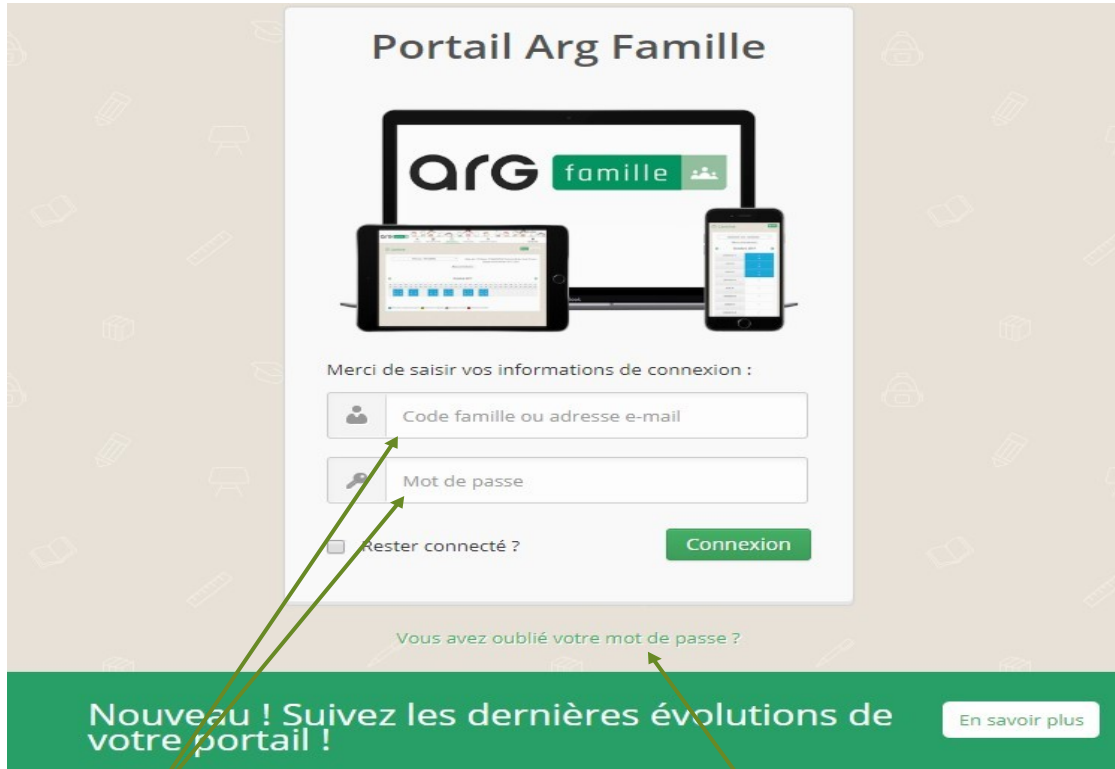 Portail Arg Famille
arg famille
Merci de saisir vos informations de connexion :
Code famille ou adresse e-mail
Mot de passe
Rester connecté ?
Connexion
Vous avez oublié votre mot de passe ?
Nouveau ! Suivez les dernières évolutions de
votre portail !
En savoir plus